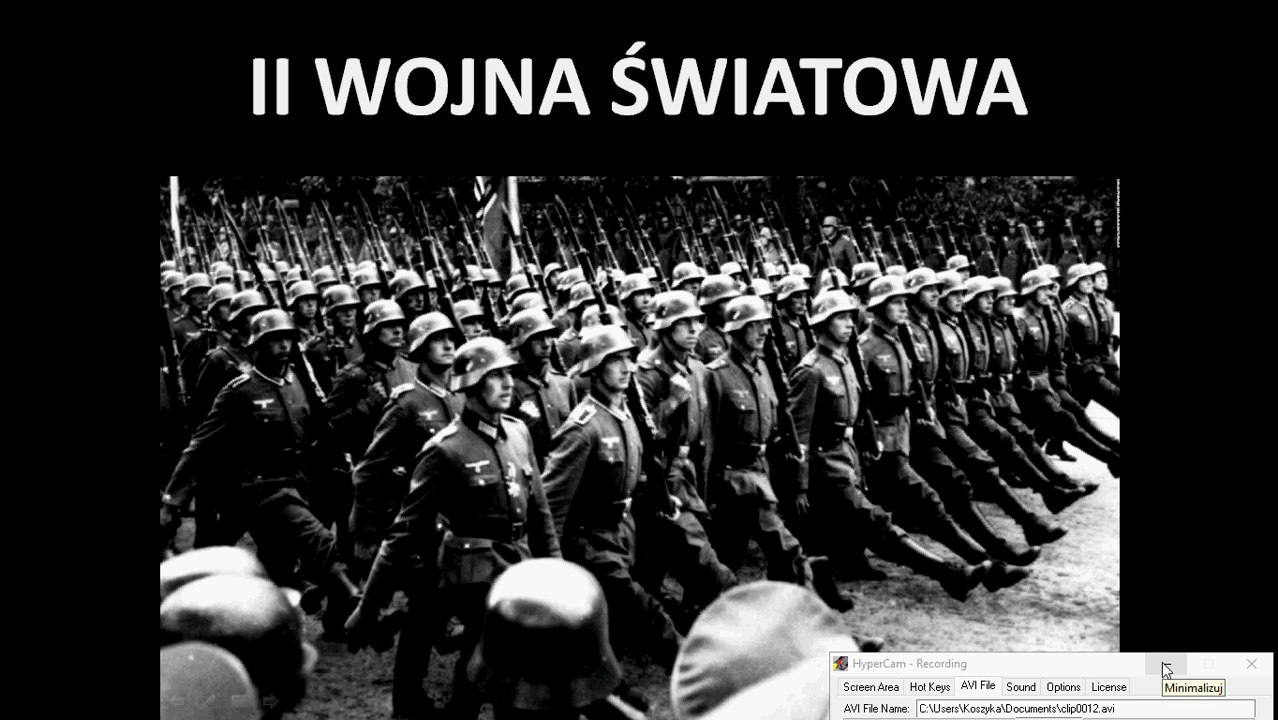 II WOJNA ŚWIATOWA
HyperCam - Recording
Screen Area Hot Keys AVI File Sound Options License
Minimalizuj
AVI File Name: C:\Users\Koszyka\Documents\clip0012.avi